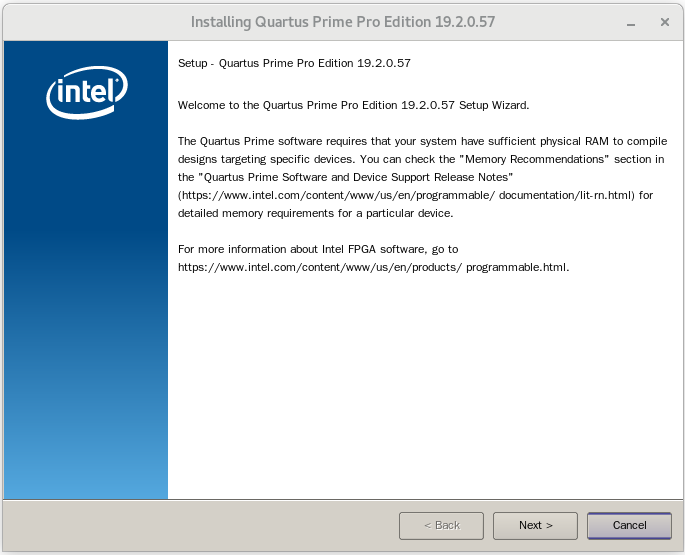 Installing Quartus Prime Pro Edition 19.2.0.57
intel
Setup - Quartus Prime Pro Edition 19.2.0.57
Welcome to the Quartus Prime Pro Edition 19.2.0.57 Setup Wizard.
The Quartus Prime software requires that your system have sufficient physical RAM to compile
designs targeting specific devices. You can check the "Memory Recommendations" section in
the "Quartus Prime Software and Device Support Release Notes"
(https://www.intel.com/content/www/us/en/programmable/ documentation/lit-rn.html) for
detailed memory requirements for a particular device.
For more information about Intel FPGA software, go to
https://www.intel.com/content/www/us/en/products/ programmable.html.
< Back
Next >
Cancel